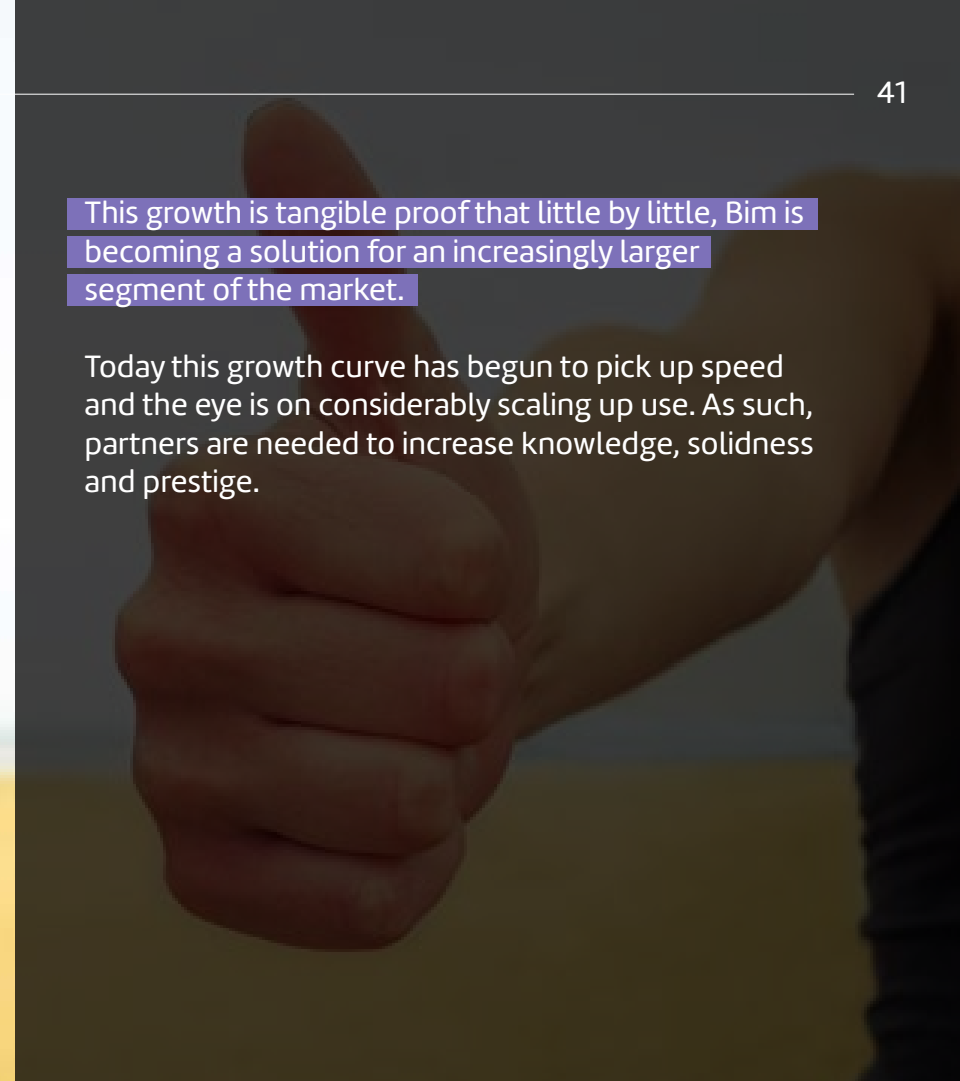 41
This growth is tangible proof that little by little, Bim is
becoming a solution for an increasingly larger
segment of the market.
Today this growth curve has begun to pick up speed
and the eye is on considerably scaling up use. As such,
partners are needed to increase knowledge, solidness
and prestige.